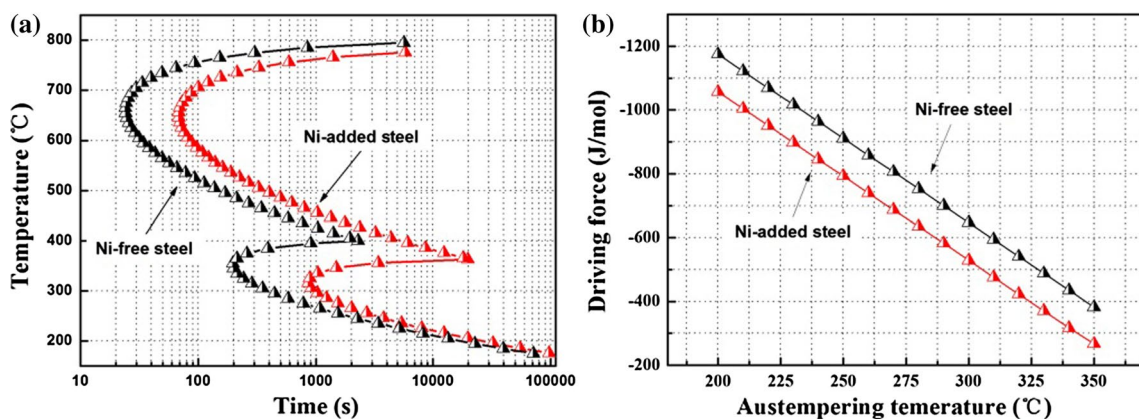 (a)
Temperature (℃)
800
700
600
500
400
300
200
Ni-added steel
Ni-free steel
10
100
1000
10000
100000
Time (s)
(b)
Driving force (J/mol)
-1200
-1000
-800
-600
-400
-200
Ni-free steel
Ni-added steel
200
225
250
275
300
325
350
Austempering temerature (℃)